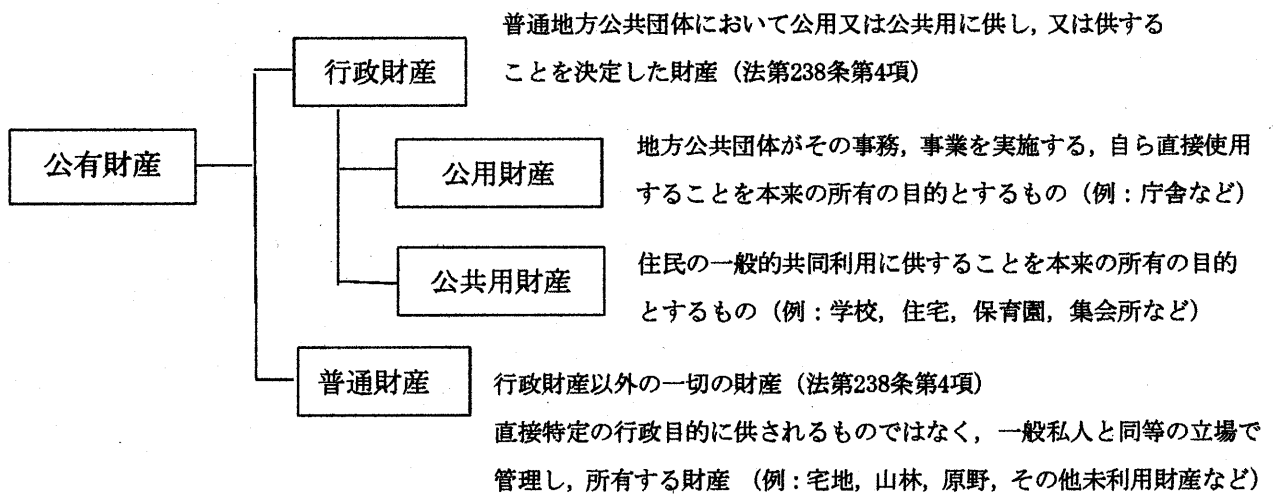 公有財産
行政財産
普通地方公共団体において公用又は公共用に供し，又は供する
ことを決定した財産（法第238条第4項）
公用財産
地方公共団体がその事務，事業を実施する，自ら直接使用
することを本来の所有の目的とするもの（例：庁舎など）
公共用財産
住民の一般的共同利用に供することを本来の所有の目的
とするもの（例：学校，住宅，保育園，集会所など）
普通財産
行政財産以外の一切の財産（法第238条第4項）
直接特定の行政目的に供されるものではなく，一般私人と同等の立場で
管理し，所有する財産 （例：宅地，山林，原野，その他未利用財産など）